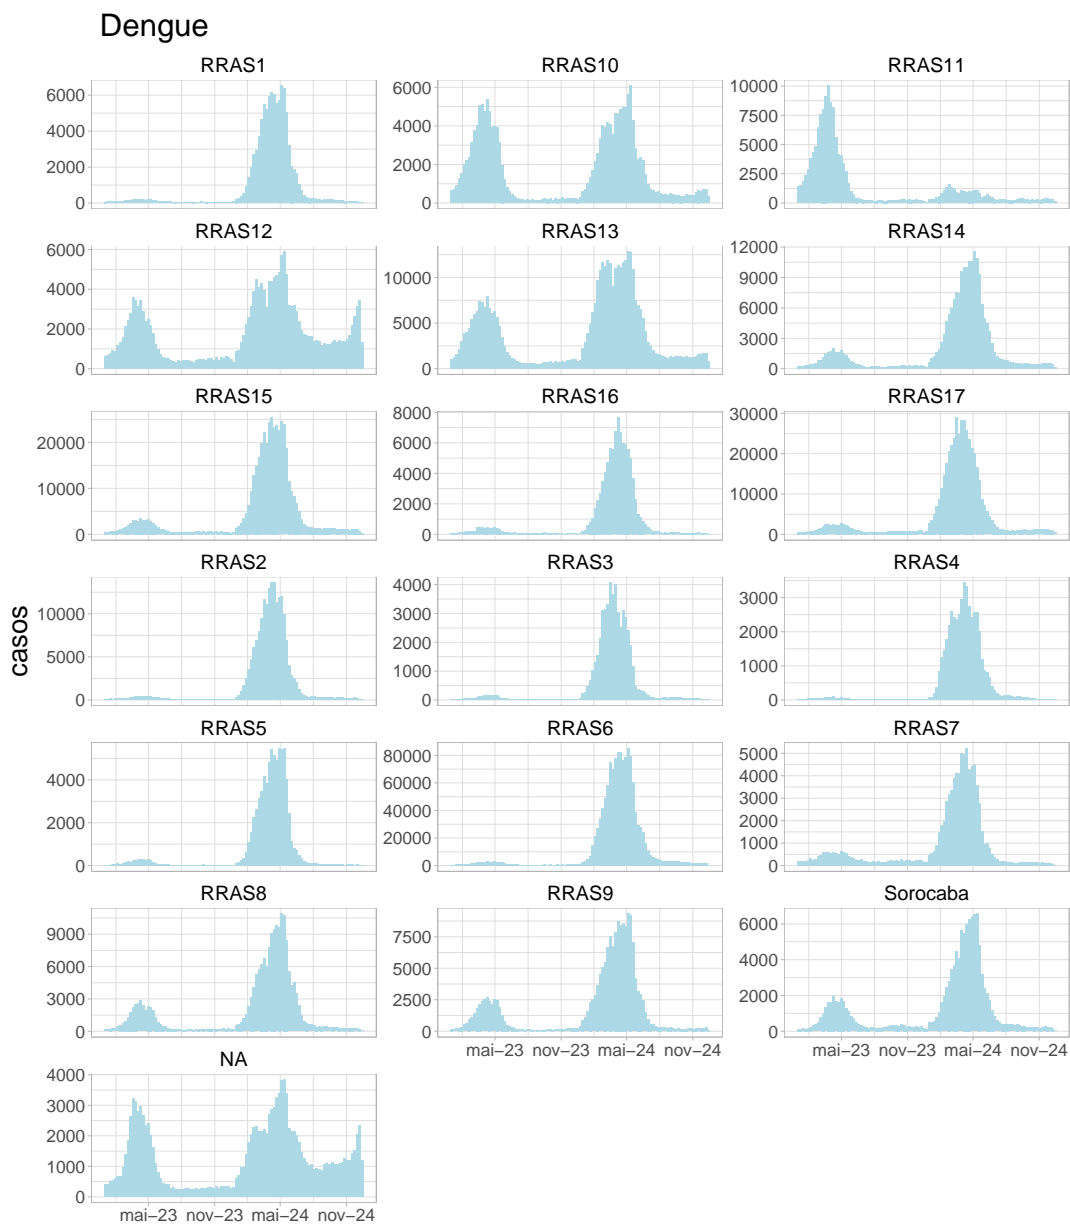 Dengue
RRAS1 RRAS10 RRAS11
6000 6000 10000
4000 4000 7500
2000 2000 5000
0 0 2500
0
RRAS12 RRAS13 RRAS14
6000 10000 12000
4000 5000 9000
2000 0 6000
0 3000
0
RRAS15 RRAS16 RRAS17
20000 8000 30000
10000 6000 20000
0 4000 10000
2000 0
0
RRAS2 RRAS3 RRAS4
10000 4000 3000
5000 3000 2000
0 2000 1000
1000 0
0
casos
RRAS5 RRAS6 RRAS7
4000 80000 5000
2000 60000 4000
0 40000 3000
20000 2000
0 1000
0
RRAS8 RRAS9 Sorocaba
9000 7500 6000
6000 5000 4000
3000 2500 2000
0 0 0
mai−23 nov−23 mai−24 nov−24 mai−23 nov−23 mai−24 nov−24
NA
4000
3000
2000
1000
0
mai−23 nov−23 mai−24 nov−24